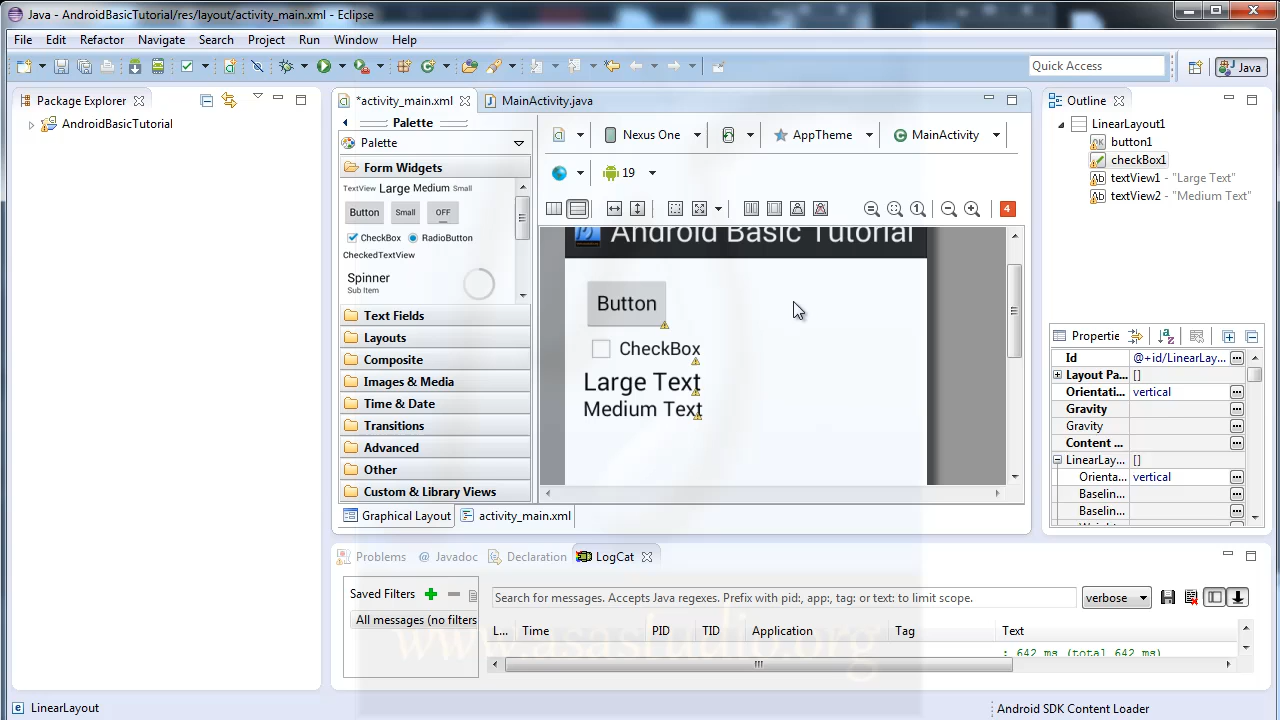 Java - AndroidBasicTutorial/res/layout/activity_main.xml - Eclipse
File Edit Refactor Navigate Search Project Run Window Help
Quick Access
Java
Package Explorer
AndroidBasicTutorial
*activity_main.xml
MainActivity.java
Palette
Palette
Form Widgets
TextView Large Medium Small
Button Small OFF
CheckBox RadioButton
CheckedTextView
Spinner
Sub Item
Text Fields
Layouts
Composite
Images & Media
Time & Date
Transitions
Advanced
Other
Custom & Library Views
Nexus One
AppTheme
MainActivity
19
4
Android Basic Tutorial
Button
CheckBox
Large Text
Medium Text
Graphical Layout
activity_main.xml
Outline
LinearLayout1
button1
checkBox1
textView1 - "Large Text"
textView2 - "Medium Text"
Propertie
Id @+id/LinearLay...
Layout Pa... []
Orientati... vertical
Gravity
Gravity
Content ...
LinearLay... []
Orienta... vertical
Baselin...
Baselin...
Problems
Javadoc
Declaration
LogCat
Saved Filters
All messages (no filters
Search for messages. Accepts Java regexes. Prefix with pid:, app:, tag: or text: to limit scope.
verbose
L... Time PID TID Application Tag Text
: 642 ms (total 642 ms)
www.asastudio.org
LinearLayout
Android SDK Content Loader